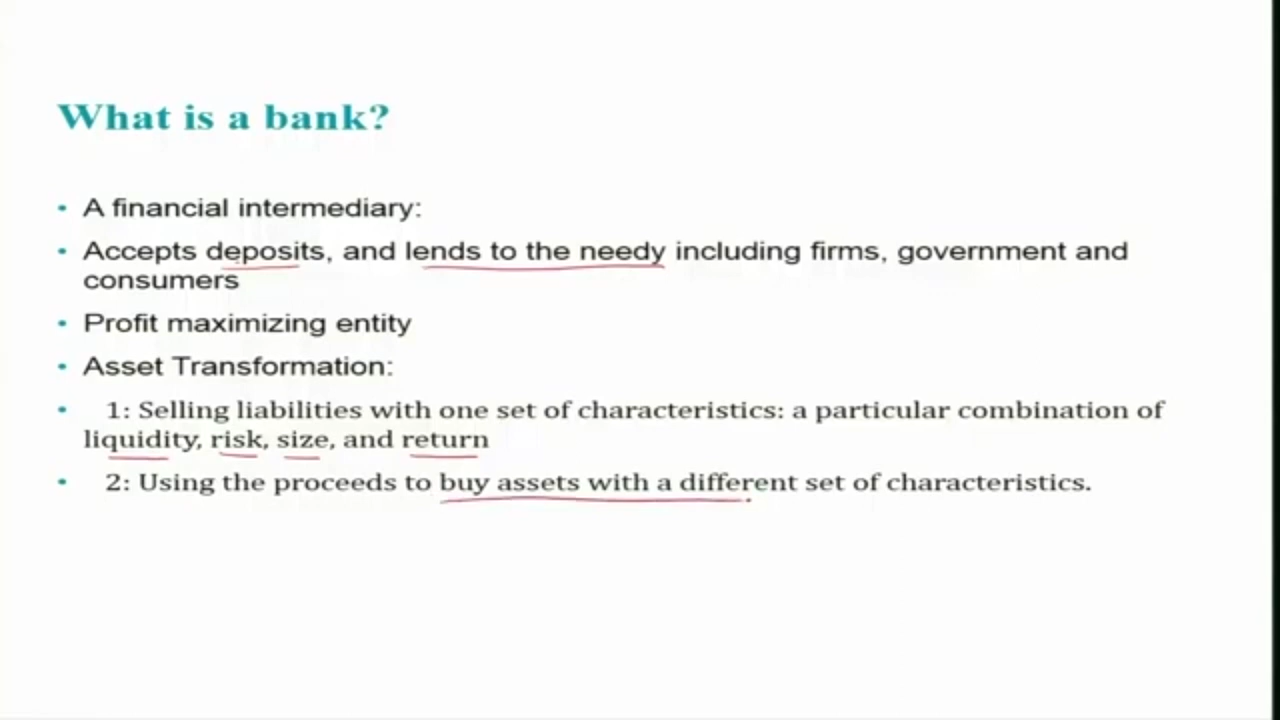 What is a bank?
• A financial intermediary:
• Accepts deposits, and lends to the needy including firms, government and
consumers
• Profit maximizing entity
• Asset Transformation:
• 1: Selling liabilities with one set of characteristics: a particular combination of
liquidity, risk, size, and return
• 2: Using the proceeds to buy assets with a different set of characteristics.